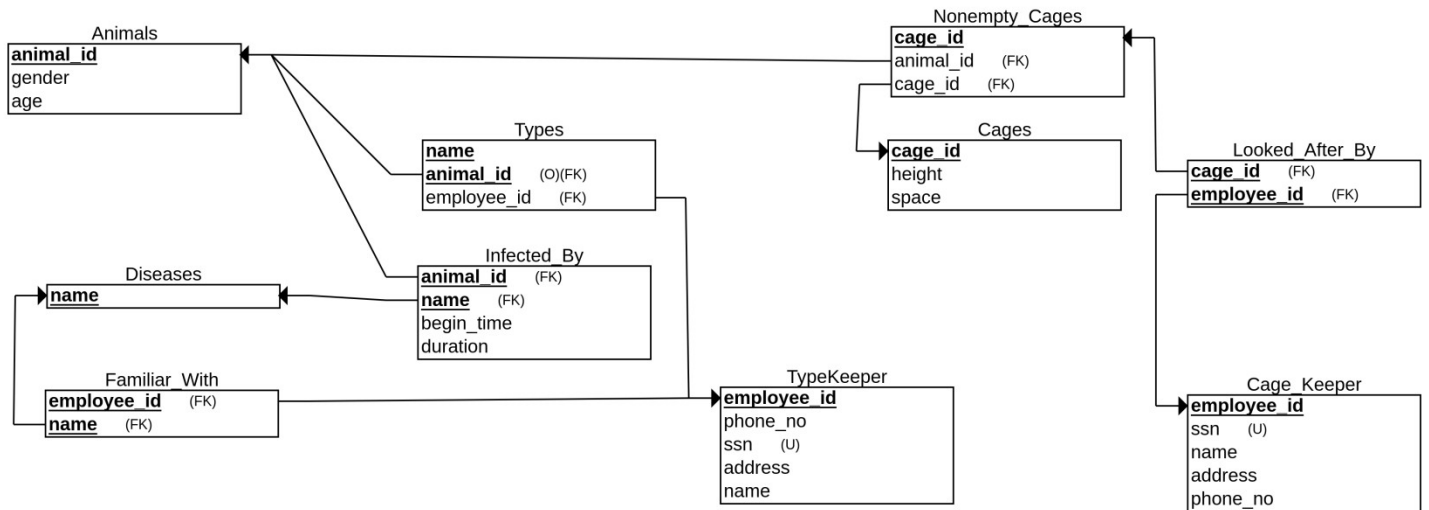 Animals
animal_id
gender
age
Nonempty_Cages
cage_id
animal_id (FK)
cage_id (FK)
Types
name
animal_id (O)(FK)
employee_id (FK)
Cages
cage_id
height
space
Looked_After_By
cage_id (FK)
employee_id (FK)
Diseases
name
Infected_By
animal_id (FK)
name (FK)
begin_time
duration
Familiar_With
employee_id (FK)
name (FK)
TypeKeeper
employee_id
phone_no
ssn (U)
address
name
Cage_Keeper
employee_id
ssn (U)
name
address
phone_no